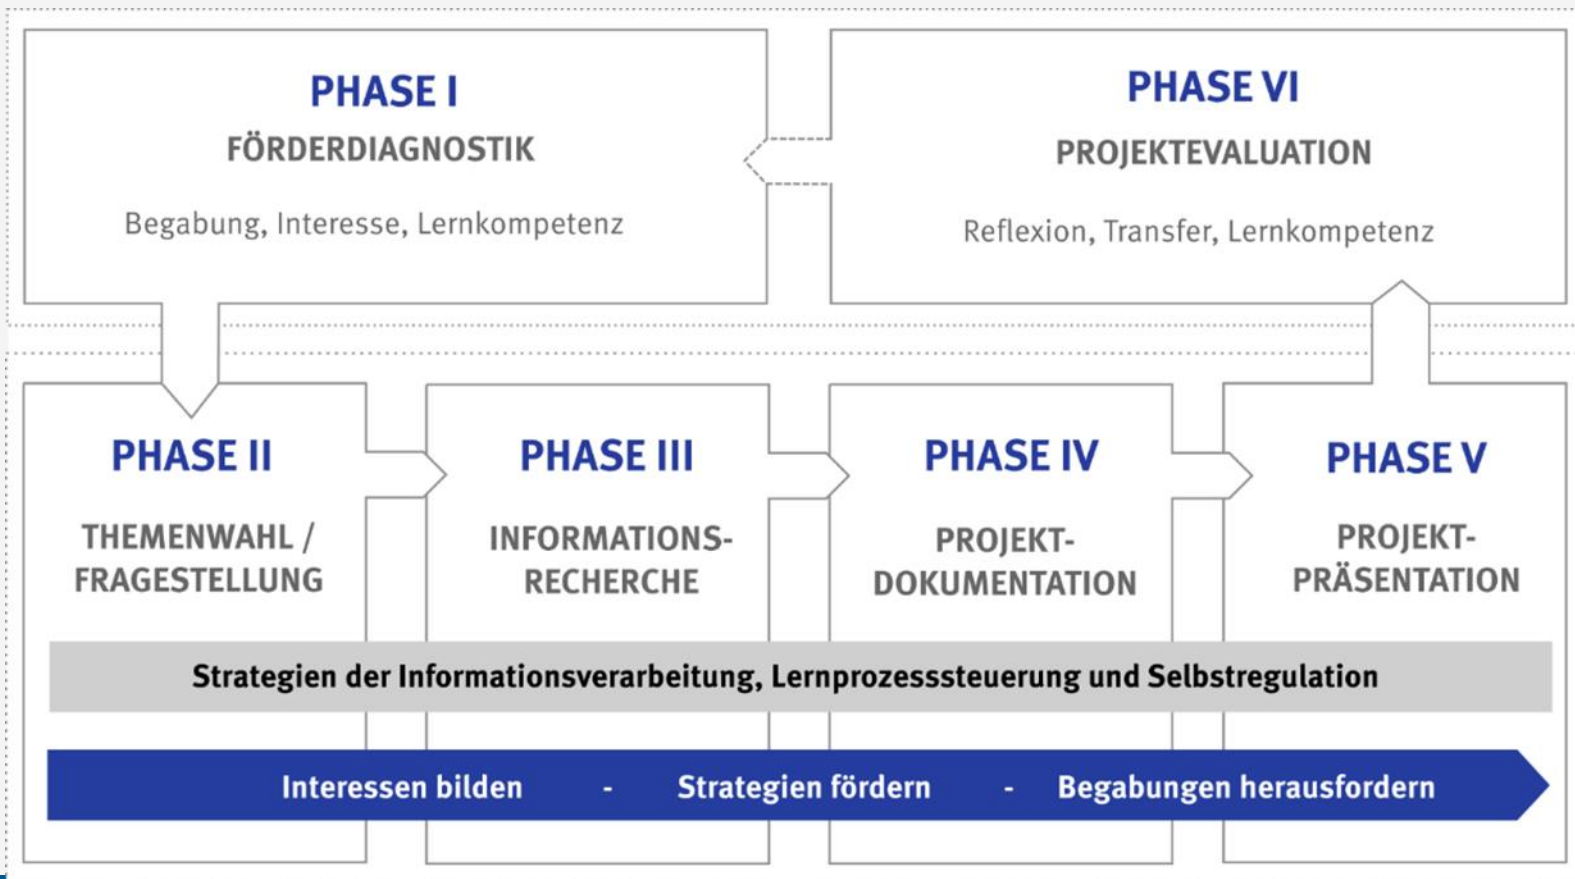 PHASE I
FÖRDERDIAGNOSTIK
Begabung, Interesse, Lernkompetenz
PHASE VI
PROJEKTEVALUATION
Reflexion, Transfer, Lernkompetenz
PHASE II
THEMENWAHL /
FRAGESTELLUNG
PHASE III
INFORMATIONS-
RECHERCHE
PHASE IV
PROJEKT-
DOKUMENTATION
PHASE V
PROJEKT-
PRÄSENTATION
Strategien der Informationsverarbeitung, Lernprozesssteuerung und Selbstregulation
Interessen bilden - Strategien fördern - Begabungen herausfordern